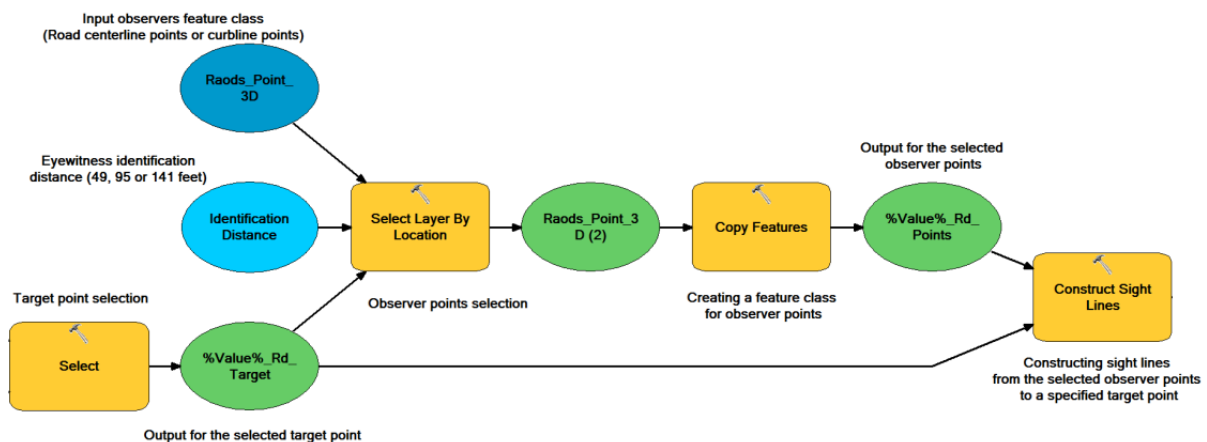 Input observers feature class
(Road centerline points or curbline points)
Raods_Point_
3D
Eyewitness identification
distance (49, 95 or 141 feet)
Identification
Distance
Select Layer By
Location
Observer points selection
Raods_Point_3
D (2)
Copy Features
Creating a feature class
for observer points
Output for the selected
observer points
%Value%_Rd_
Points
Construct Sight
Lines
Constructing sight lines
from the selected observer points
to a specified target point
Target point selection
Select
%Value%_Rd_
Target
Output for the selected target point